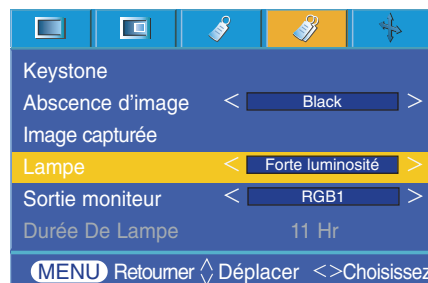 Keystone
Abscence d'image < Black >
Image capturée
Lampe < Forte luminosité >
Sortie moniteur < RGB1 >
Durée De Lampe 11 Hr
MENU Retourner Déplacer <>Choisissez